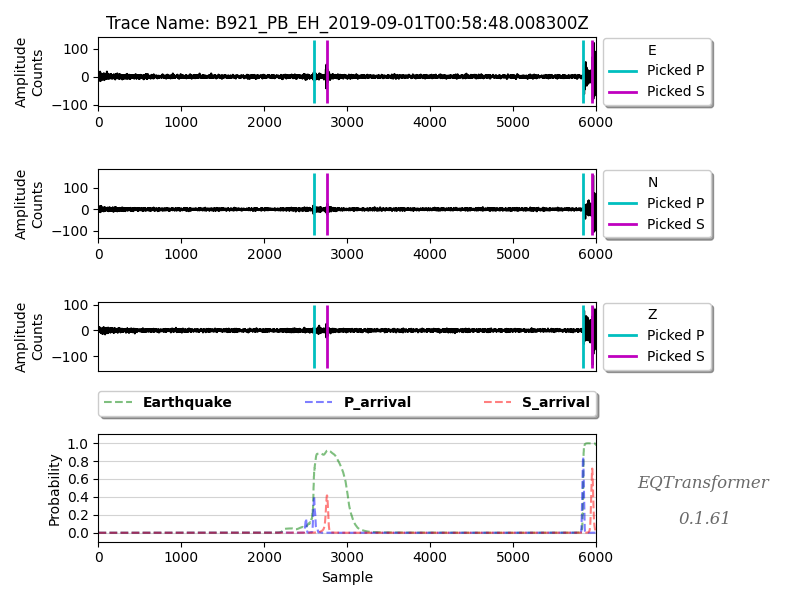 Trace Name: B921_PB_EH_2019-09-01T00:58:48.008300Z
Amplitude
Counts
100
0
−100
0 1000 2000 3000 4000 5000 6000
E
Picked P
Picked S
Amplitude
Counts
100
0
−100
0 1000 2000 3000 4000 5000 6000
N
Picked P
Picked S
Amplitude
Counts
100
0
−100
0 1000 2000 3000 4000 5000 6000
Z
Picked P
Picked S
Earthquake P_arrival S_arrival
Probability
1.0
0.8
0.6
0.4
0.2
0.0
0 1000 2000 3000 4000 5000 6000
Sample
EQTransformer
0.1.61